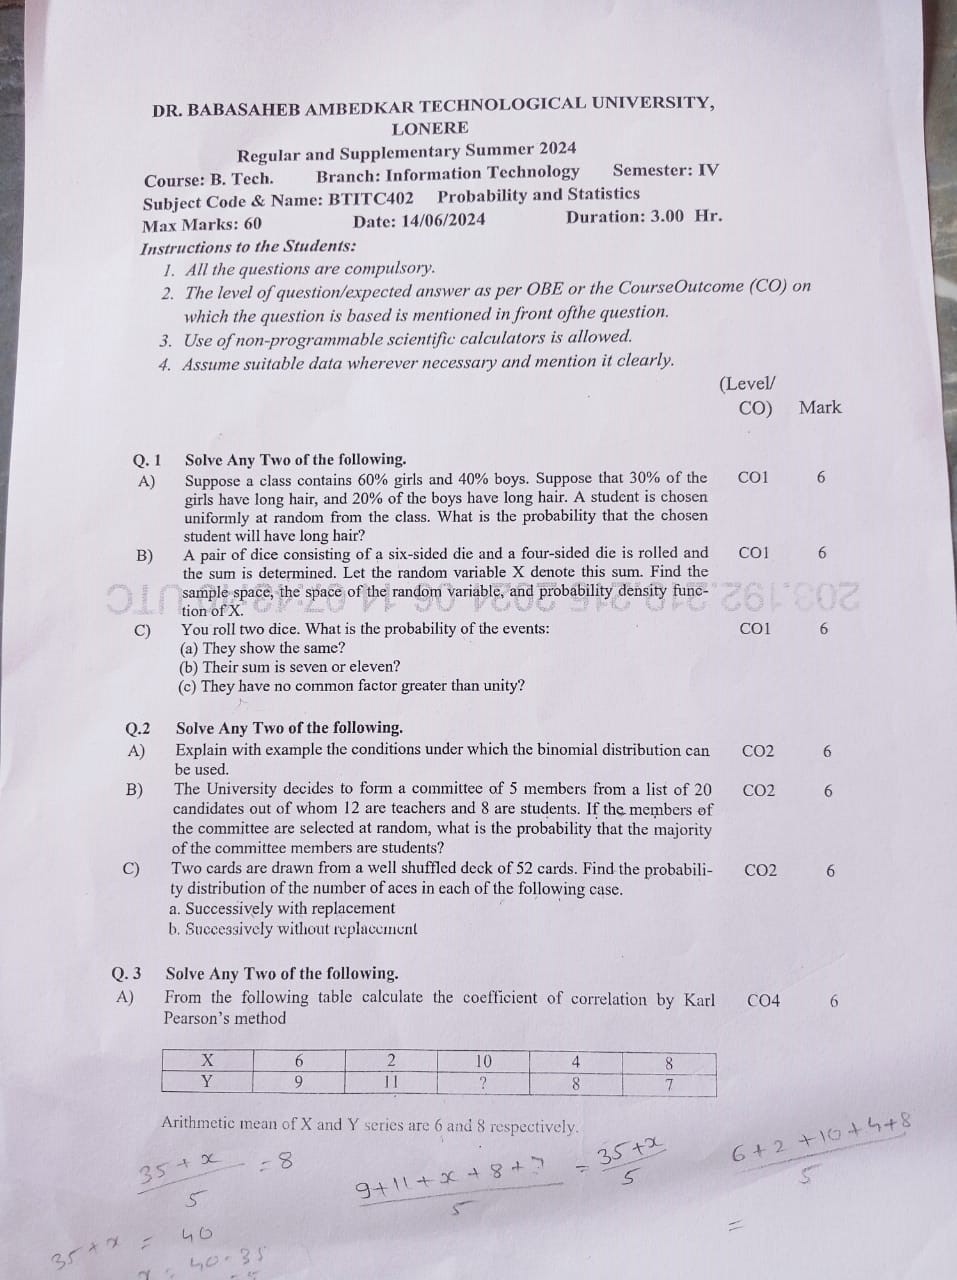 DR. BABASAHEB AMBEDKAR TECHNOLOGICAL UNIVERSITY,
LONERE
Regular and Supplementary Summer 2024
Course: B. Tech. Branch: Information Technology Semester: IV
Subject Code & Name: BTITC402 Probability and Statistics
Max Marks: 60 Date: 14/06/2024 Duration: 3.00 Hr.
Instructions to the Students:
1. All the questions are compulsory.
2. The level of question/expected answer as per OBE or the CourseOutcome (CO) on
which the question is based is mentioned in front ofthe question.
3. Use of non-programmable scientific calculators is allowed.
4. Assume suitable data wherever necessary and mention it clearly.
(Level/
CO) Mark
Q. 1 Solve Any Two of the following.
A) Suppose a class contains 60% girls and 40% boys. Suppose that 30% of the CO1 6
girls have long hair, and 20% of the boys have long hair. A student is chosen
uniformly at random from the class. What is the probability that the chosen
student will have long hair?
B) A pair of dice consisting of a six-sided die and a four-sided die is rolled and CO1 6
the sum is determined. Let the random variable X denote this sum. Find the
sample space, the space of the random variable, and probability density func-
tion of X.
C) You roll two dice. What is the probability of the events: CO1 6
(a) They show the same?
(b) Their sum is seven or eleven?
(c) They have no common factor greater than unity?
Q.2 Solve Any Two of the following.
A) Explain with example the conditions under which the binomial distribution can CO2 6
be used.
B) The University decides to form a committee of 5 members from a list of 20 CO2 6
candidates out of whom 12 are teachers and 8 are students. If the members of
the committee are selected at random, what is the probability that the majority
of the committee members are students?
C) Two cards are drawn from a well shuffled deck of 52 cards. Find the probabili- CO2 6
ty distribution of the number of aces in each of the following case.
a. Successively with replacement
b. Successively without replacement
Q. 3 Solve Any Two of the following.
A) From the following table calculate the coefficient of correlation by Karl CO4 6
Pearson's method
X 6 2 10 4 8
Y 9 11 ? 8 7
Arithmetic mean of X and Y series are 6 and 8 respectively.
35 + x = 8
5
9+11+x+8+7 = 35+x
5 5
6+2+10+4+8
5
=
35+x = 40
40-35